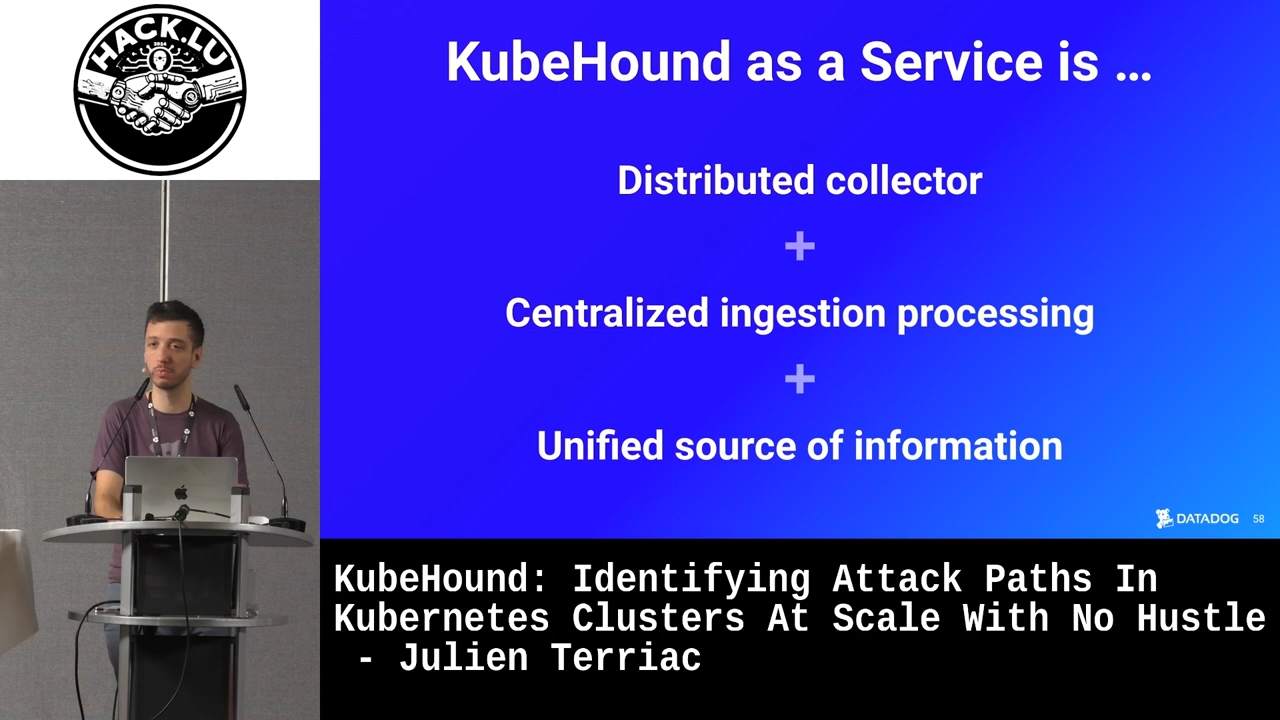 HACK.LU
2024
KubeHound as a Service is ...
Distributed collector
+
Centralized ingestion processing
+
Unified source of information
DATADOG 58
KubeHound: Identifying Attack Paths In
Kubernetes Clusters At Scale With No Hustle
- Julien Terriac